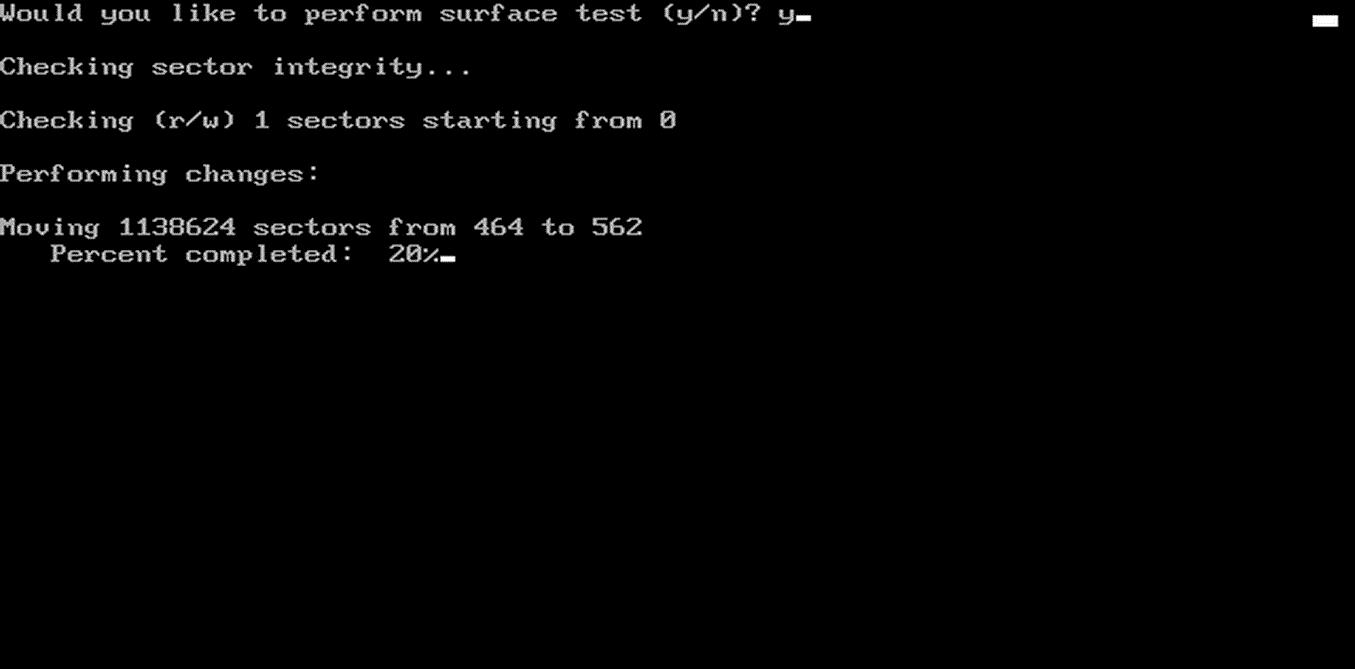 Would you like to perform surface test (y/n)? y
Checking sector integrity...
Checking (r/w) 1 sectors starting from 0
Performing changes:
Moving 1138624 sectors from 464 to 562
Percent completed:  20%